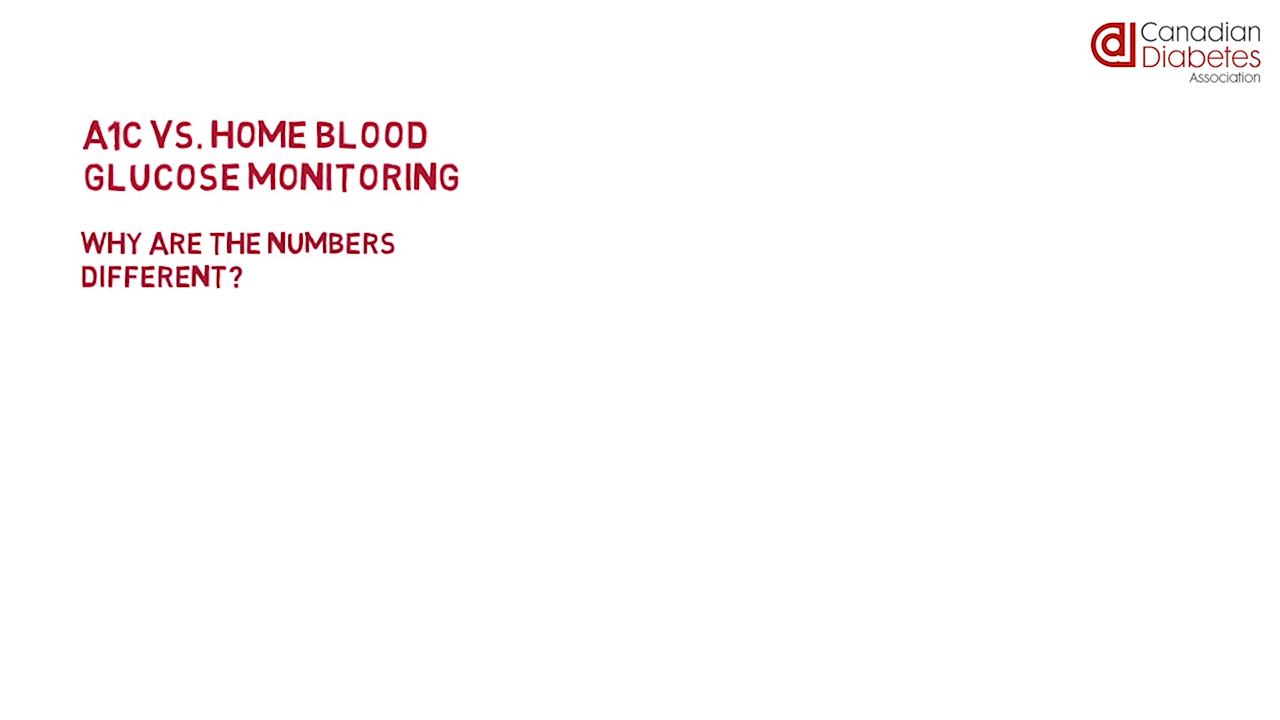 Canadian
Diabetes
Association
A1C VS. HOME BLOOD
GLUCOSE MONITORING
WHY ARE THE NUMBERS
DIFFERENT?